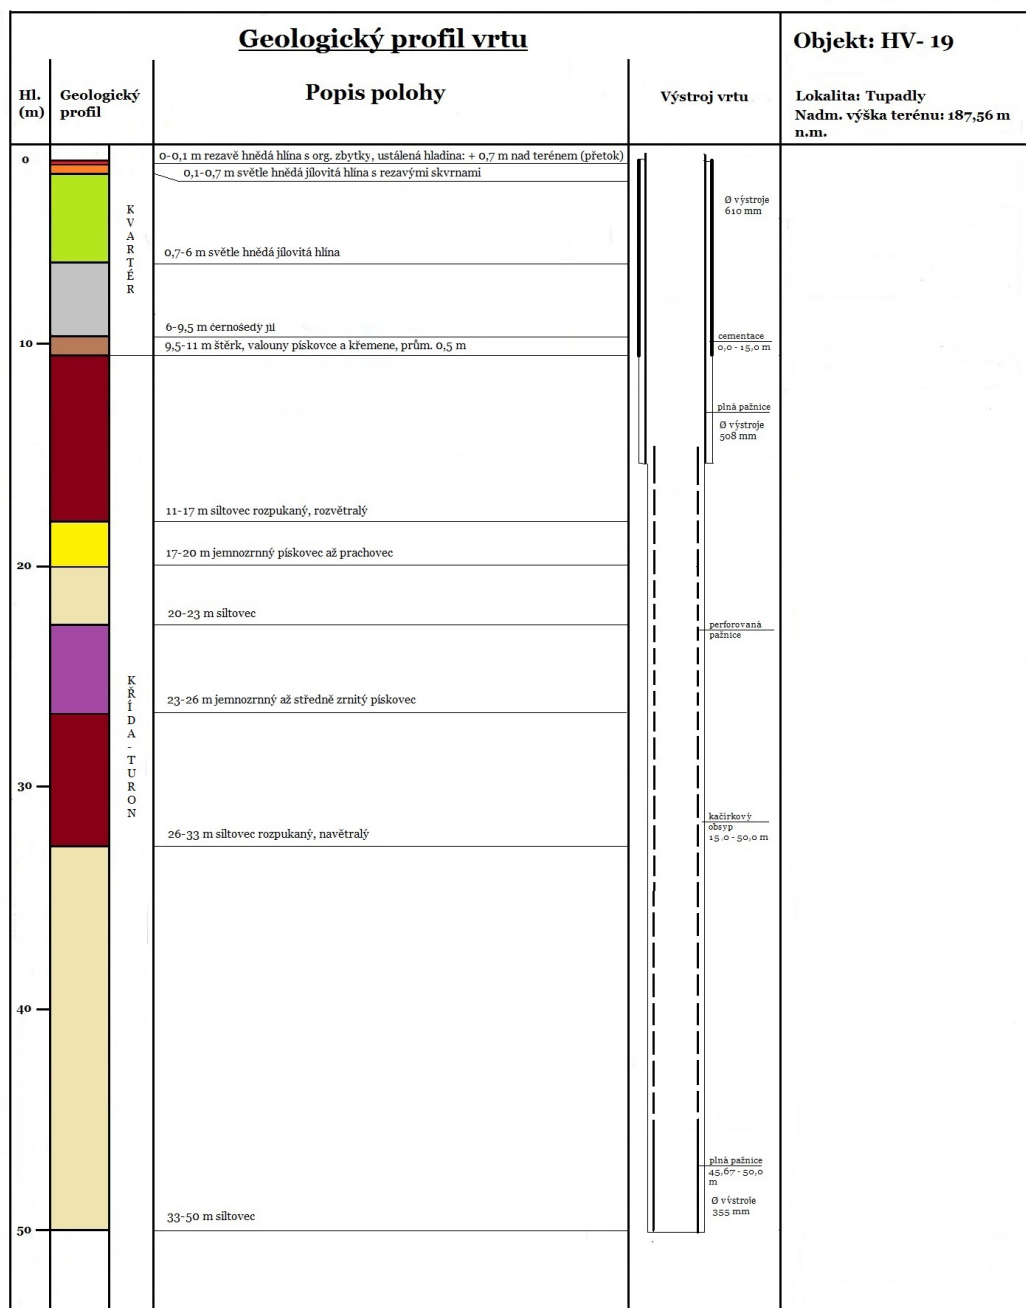 Geologický profil vrtu
Objekt: HV- 19
Hl.
(m)
Geologický
profil
Popis polohy
Výstroj vrtu
Lokalita: Tupadly
Nadm. výška terénu: 187,56 m
n.m.
0
0-0,1 m rezavě hnědá hlína s org. zbytky, ustálená hladina: + 0,7 m nad terénem (přetok)
0,1-0,7 m světle hnědá jílovitá hlína s rezavými skvrnami
Ø výstroje
610 mm
KVARTÉR
0,7-6 m světle hnědá jílovitá hlína
6-9,5 m černošedý jíl
10
9,5-11 m štěrk, valouny pískovce a křemene, prům. 0,5 m
cementace
0,0 - 15,0 m
plná pažnice
Ø výstroje
508 mm
11-17 m siltovec rozpukaný, rozvětralý
17-20 m jemnozrnný pískovec až prachovec
20
20-23 m siltovec
perforovaná
pažnice
KŘÍDA-TURON
23-26 m jemnozrnný až středně zrnitý pískovec
30
26-33 m siltovec rozpukaný, navětralý
kačírkový
obsyp
15,0 - 50,0 m
40
plná pažnice
45,67 - 50,0
m
Ø výstroje
355 mm
33-50 m siltovec
50